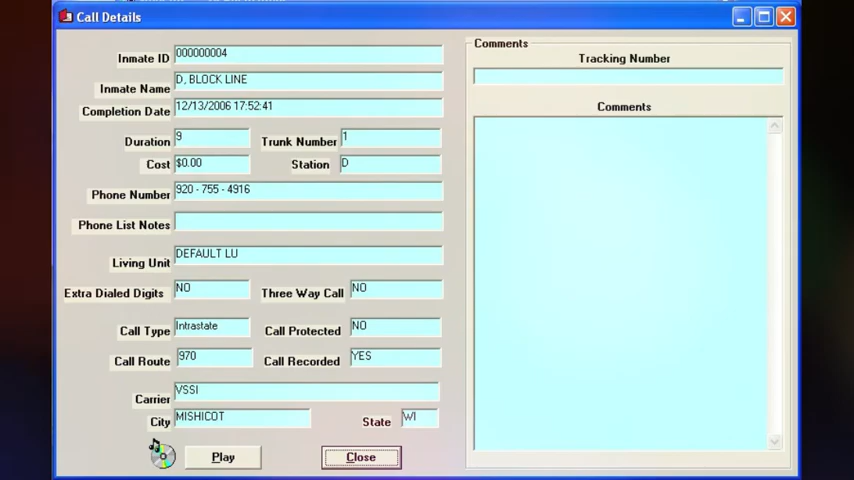 Call Details
Inmate ID 000000004
Inmate Name D, BLOCK LINE
Completion Date 12/13/2006 17:52:41
Duration 9 Trunk Number 1
Cost $0.00 Station D
Phone Number 920 - 755 - 4916
Phone List Notes
Living Unit DEFAULT LU
Extra Dialed Digits NO Three Way Call NO
Call Type Intrastate Call Protected NO
Call Route 970 Call Recorded YES
Carrier VSSI
City MISHICOT State WI
Play Close
Comments
Tracking Number
Comments